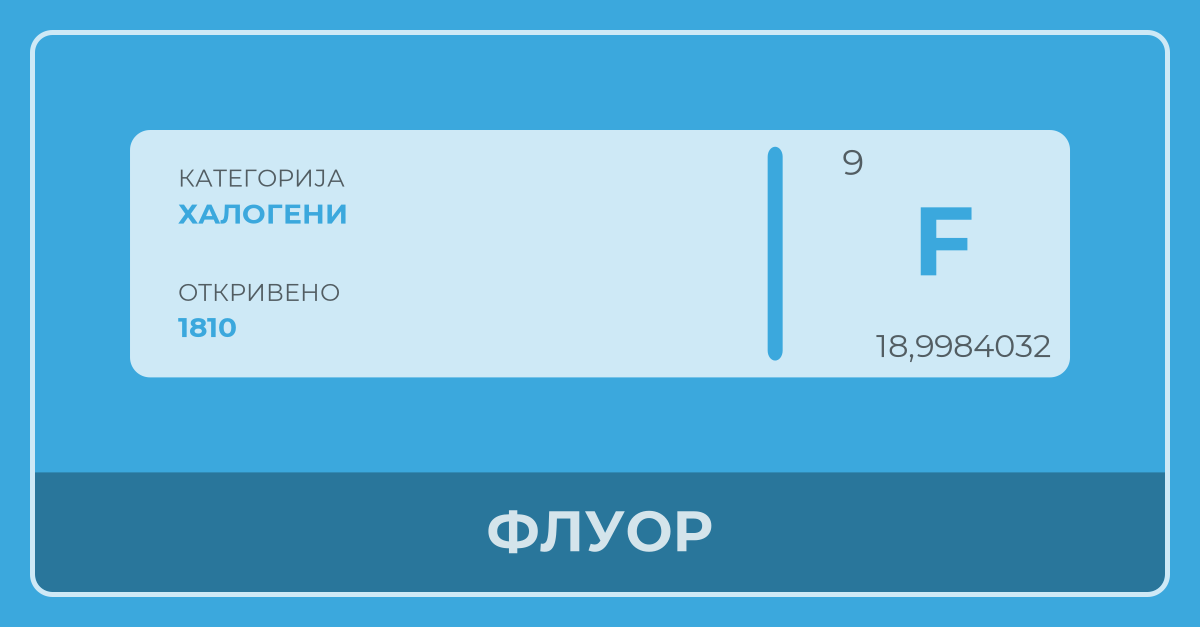 КАТЕГОРИЈА
ХАЛОГЕНИ
ОТКРИВЕНО
1810
9
F
18,9984032
ФЛУОР